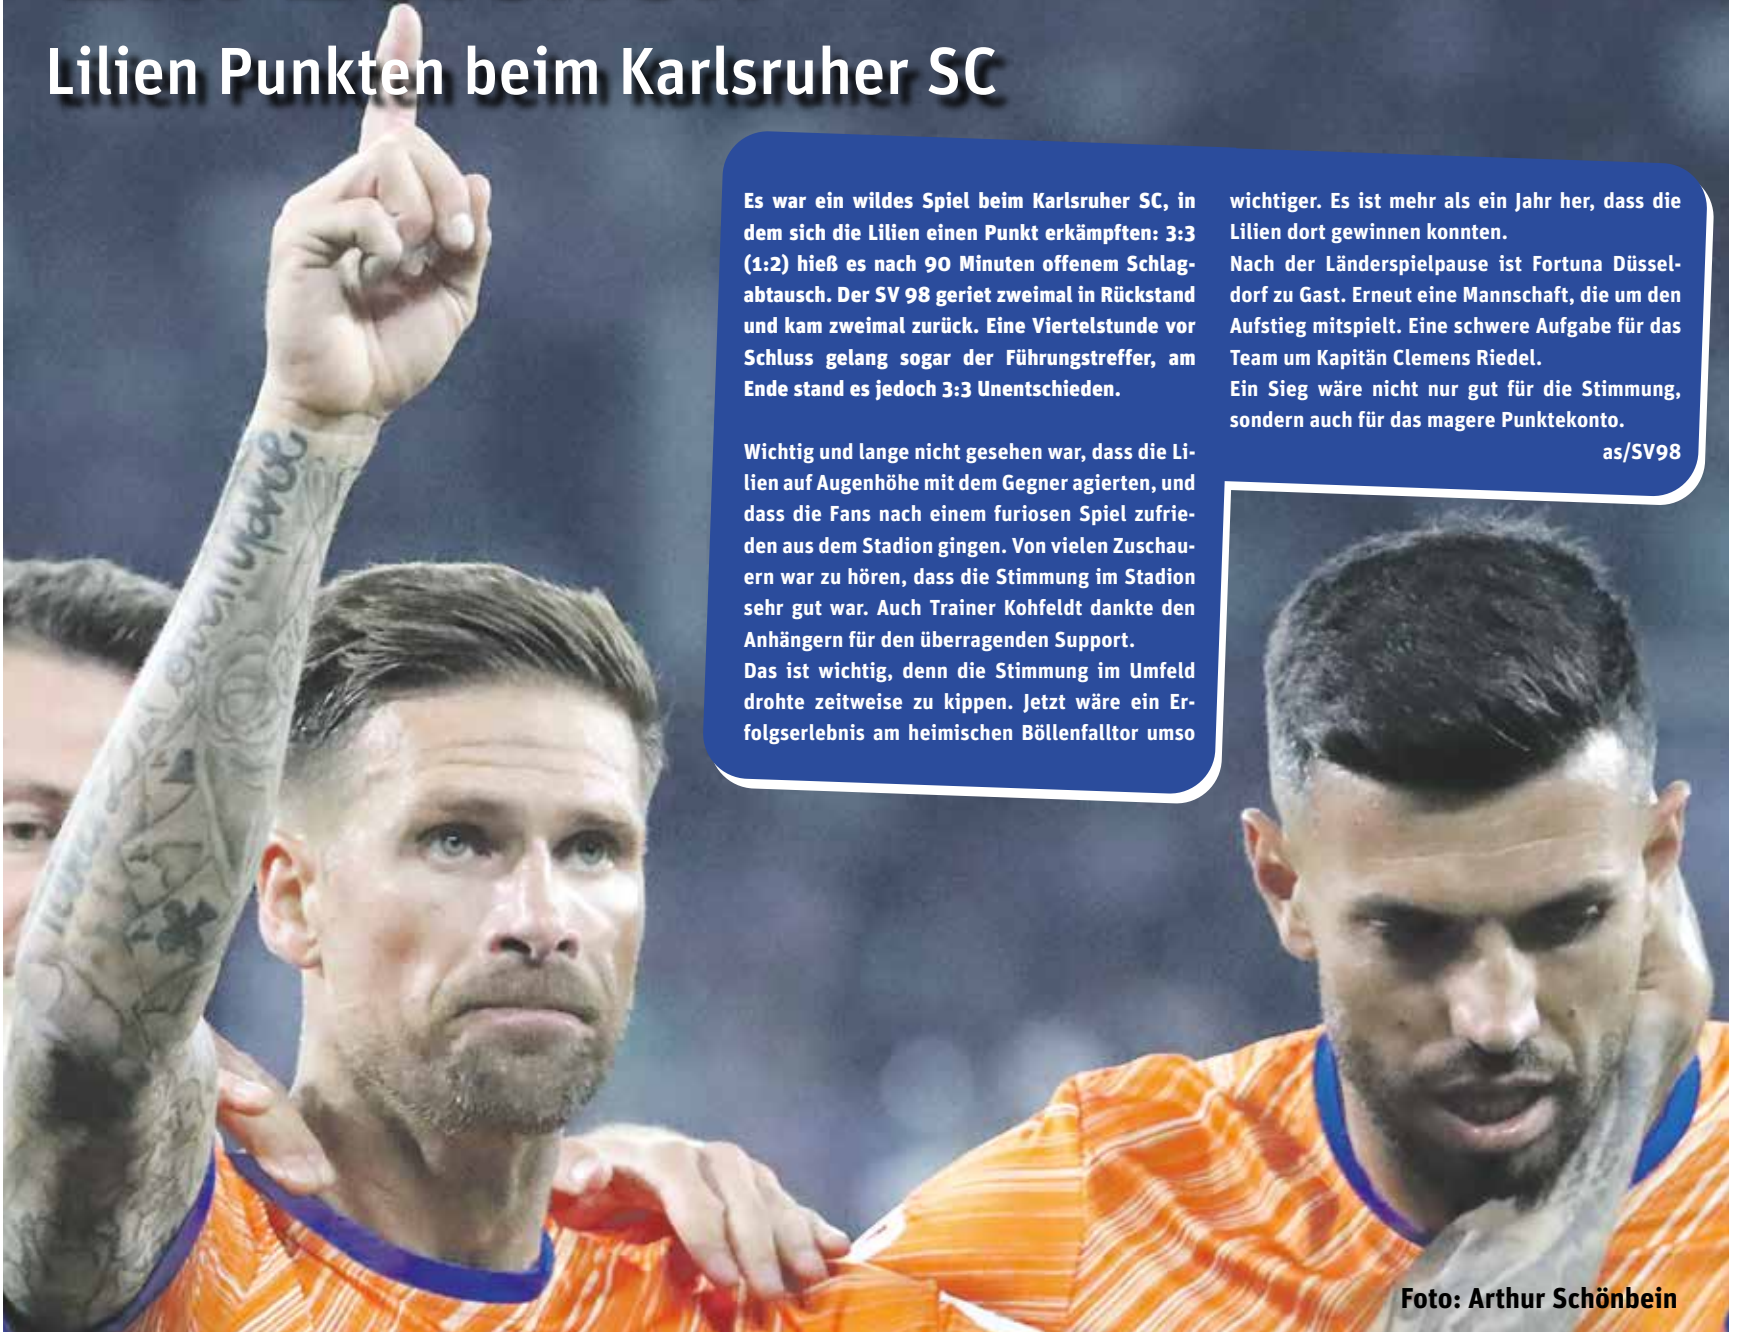 Lilien Punkten beim Karlsruher SC
Es war ein wildes Spiel beim Karlsruher SC, in
dem sich die Lilien einen Punkt erkämpften: 3:3
(1:2) hieß es nach 90 Minuten offenem Schlag-
abtausch. Der SV 98 geriet zweimal in Rückstand
und kam zweimal zurück. Eine Viertelstunde vor
Schluss gelang sogar der Führungstreffer, am
Ende stand es jedoch 3:3 Unentschieden.
Wichtig und lange nicht gesehen war, dass die Li-
lien auf Augenhöhe mit dem Gegner agierten, und
dass die Fans nach einem furiosen Spiel zufrie-
den aus dem Stadion gingen. Von vielen Zuschau-
ern war zu hören, dass die Stimmung im Stadion
sehr gut war. Auch Trainer Kohfeldt dankte den
Anhängern für den überragenden Support.
Das ist wichtig, denn die Stimmung im Umfeld
drohte zeitweise zu kippen. Jetzt wäre ein Er-
folgserlebnis am heimischen Böllenfalltor umso
wichtiger. Es ist mehr als ein Jahr her, dass die
Lilien dort gewinnen konnten.
Nach der Länderspielpause ist Fortuna Düssel-
dorf zu Gast. Erneut eine Mannschaft, die um den
Aufstieg mitspielt. Eine schwere Aufgabe für das
Team um Kapitän Clemens Riedel.
Ein Sieg wäre nicht nur gut für die Stimmung,
sondern auch für das magere Punktekonto.
as/SV98
Foto: Arthur Schönbein